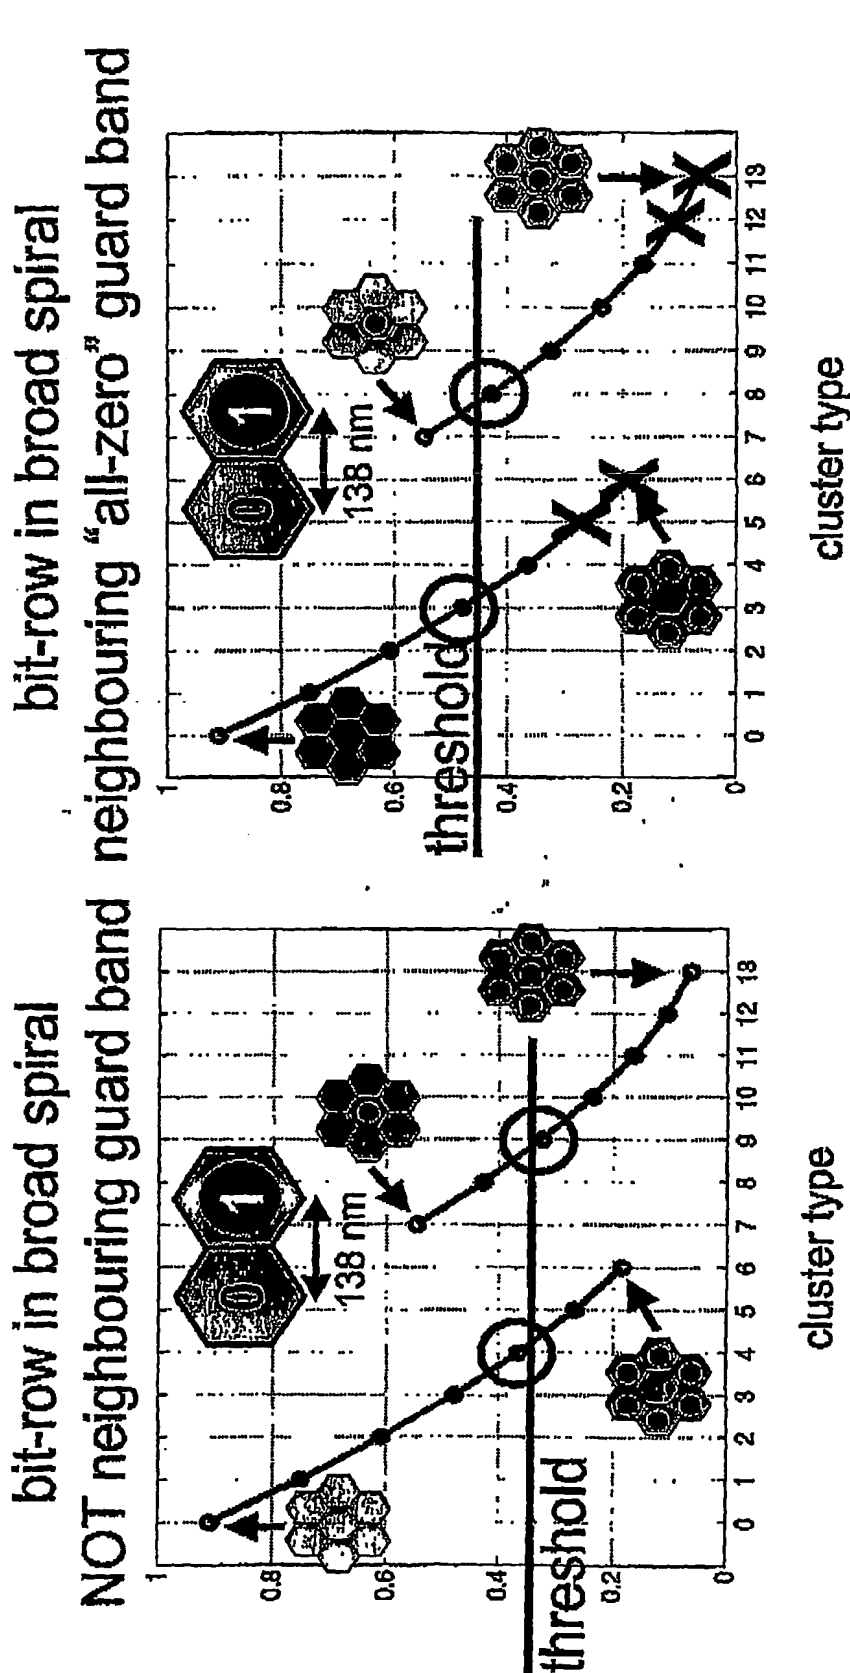 bit-row in broad spiral
NOT neighbouring guard band
1
0.8
0.6
0.4
0.2
0
0 1
138 nm
threshold
0 1 2 3 4 5 6 7 8 9 10 11 12 13
cluster type
bit-row in broad spiral
neighbouring “all-zero” guard band
1
0.8
0.6
0.4
0.2
0
0 1
138 nm
threshold
0 1 2 3 4 5 6 7 8 9 10 11 12 13
cluster type